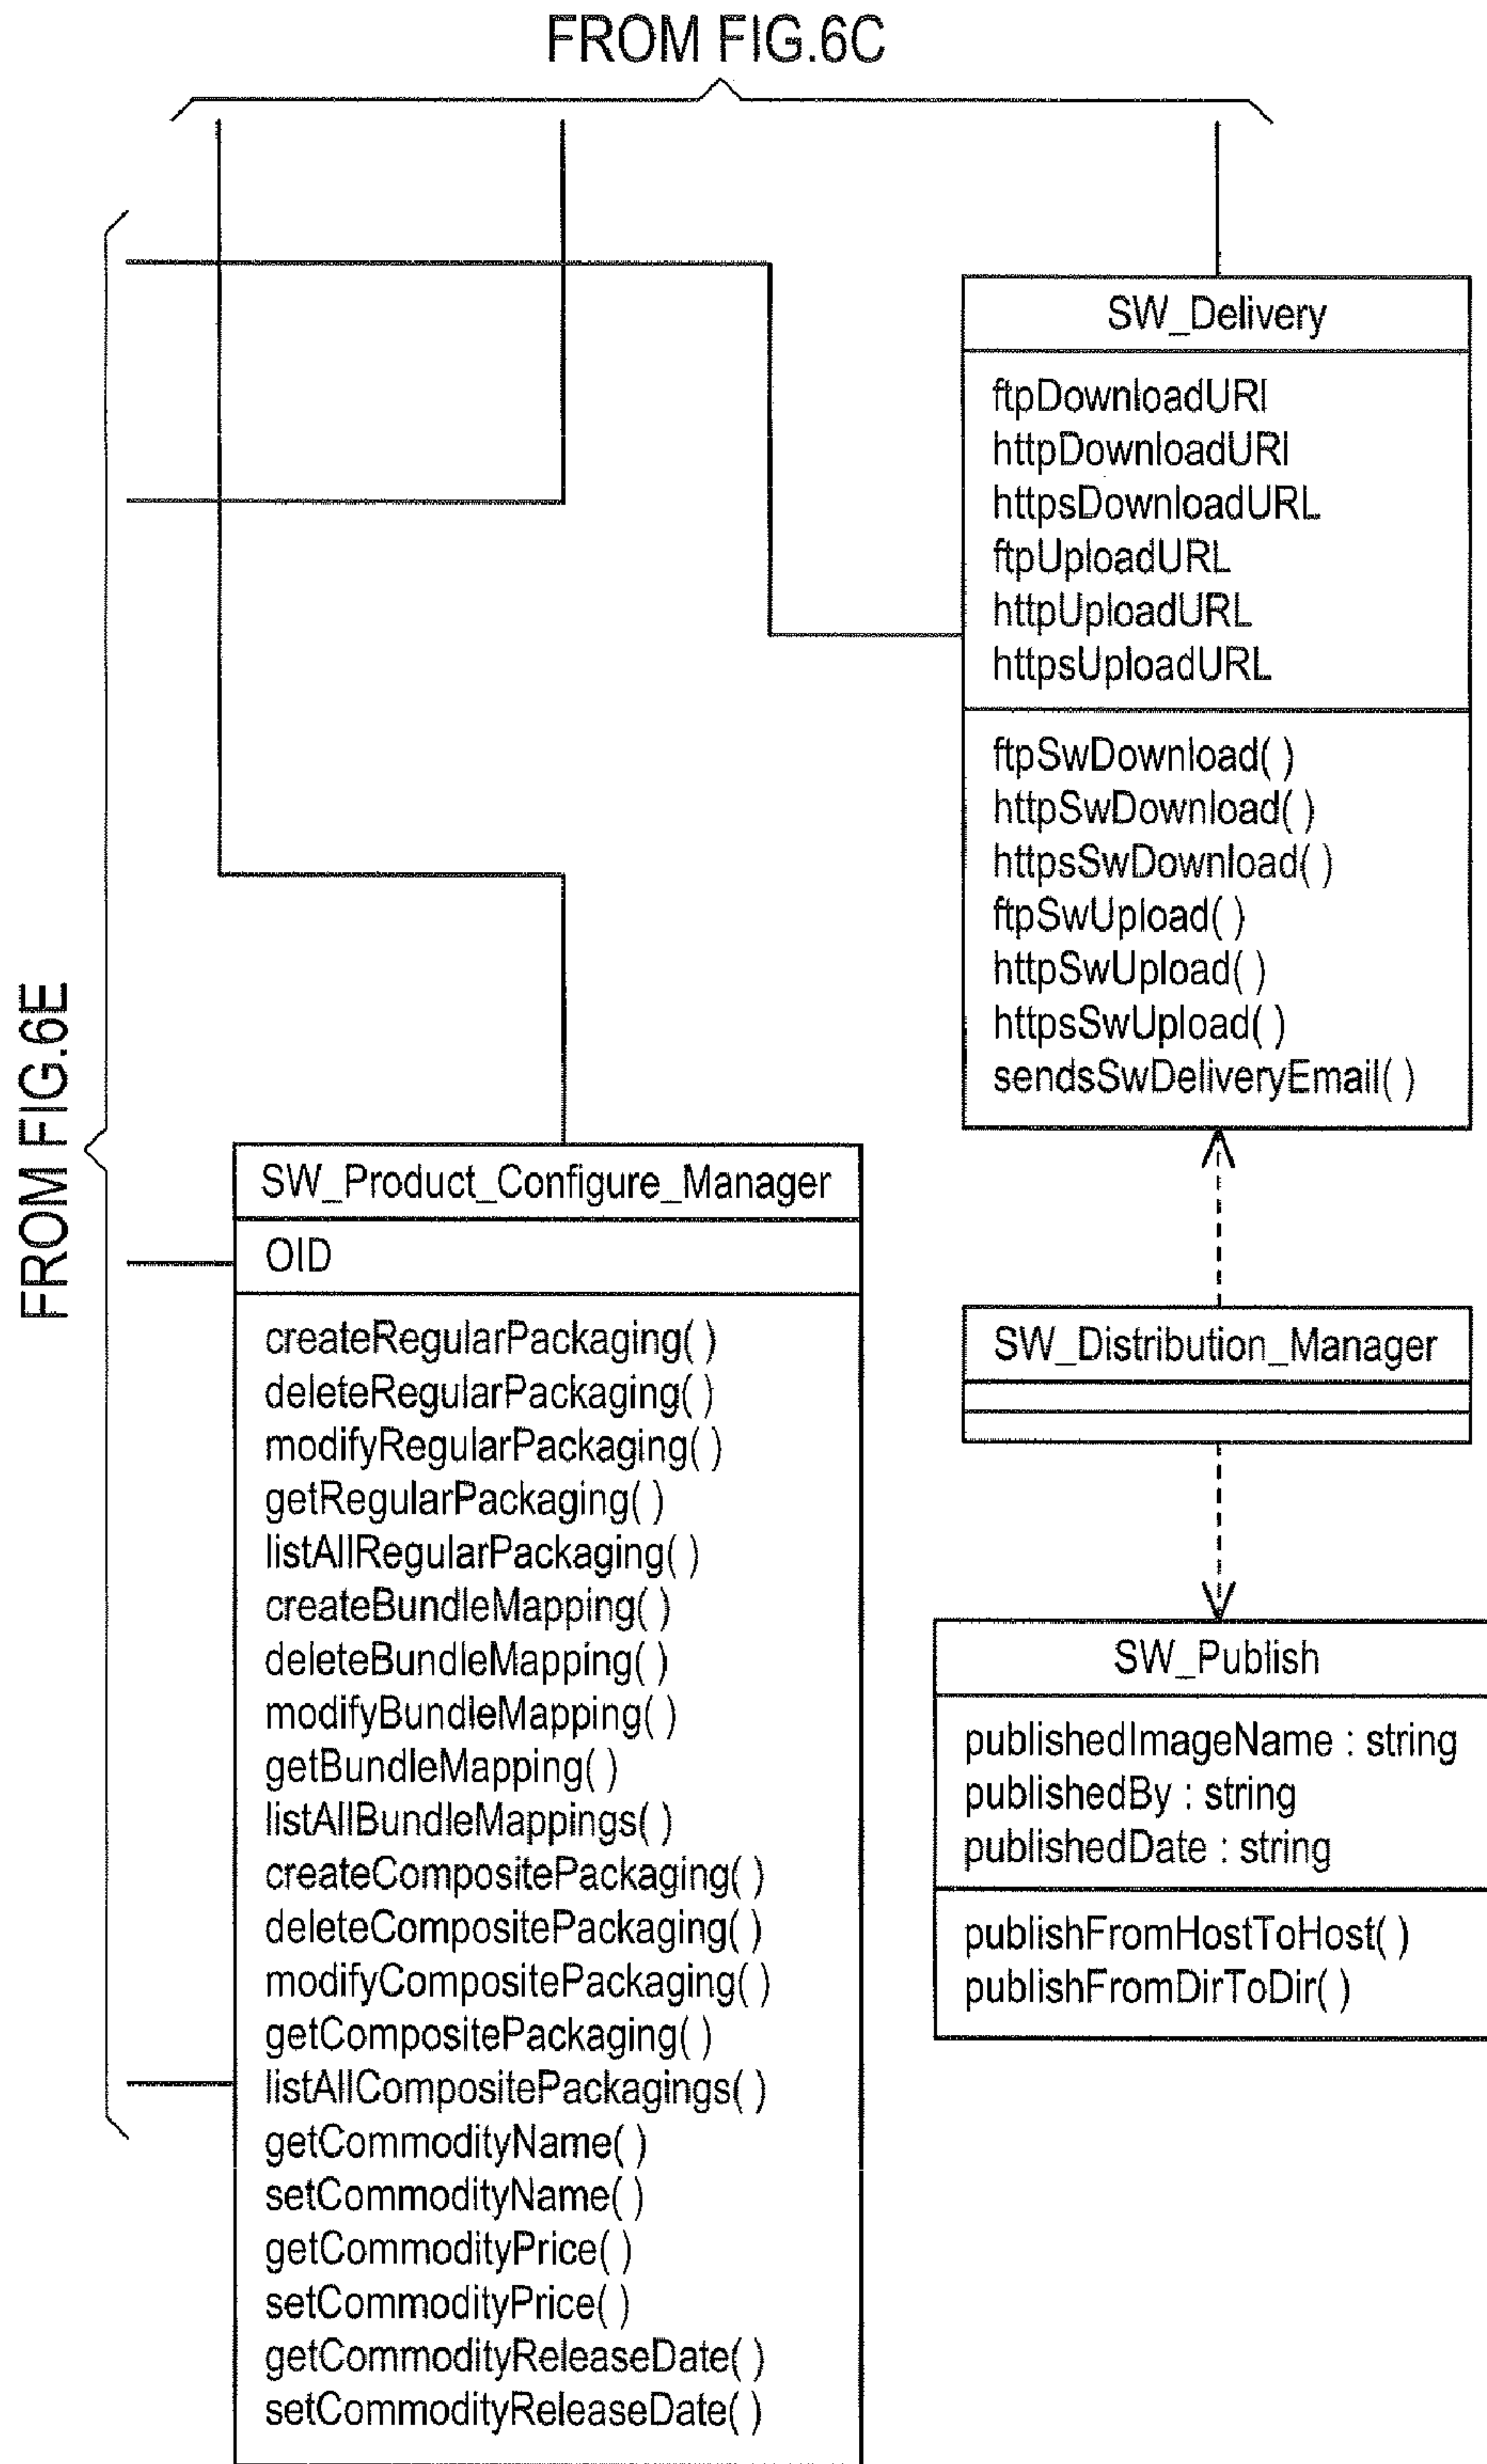 FROM FIG.6C
FROM FIG.6E
SW_Delivery
ftpDownloadURI
httpDownloadURI
httpsDownloadURL
ftpUploadURL
httpUploadURL
httpsUploadURL
ftpSwDownload( )
httpSwDownload( )
httpsSwDownload( )
ftpSwUpload( )
httpSwUpload( )
httpsSwUpload( )
sendsSwDeliveryEmail( )
SW_Product_Configure_Manager
OID
createRegularPackaging( )
deleteRegularPackaging( )
modifyRegularPackaging( )
getRegularPackaging( )
listAllRegularPackaging( )
createBundleMapping( )
deleteBundleMapping( )
modifyBundleMapping( )
getBundleMapping( )
listAllBundleMappings( )
createCompositePackaging( )
deleteCompositePackaging( )
modifyCompositePackaging( )
getCompositePackaging( )
listAllCompositePackagings( )
getCommodityName( )
setCommodityName( )
getCommodityPrice( )
setCommodityPrice( )
getCommodityReleaseDate( )
setCommodityReleaseDate( )
SW_Distribution_Manager
SW_Publish
publishedImageName : string
publishedBy : string
publishedDate : string
publishFromHostToHost( )
publishFromDirToDir( )